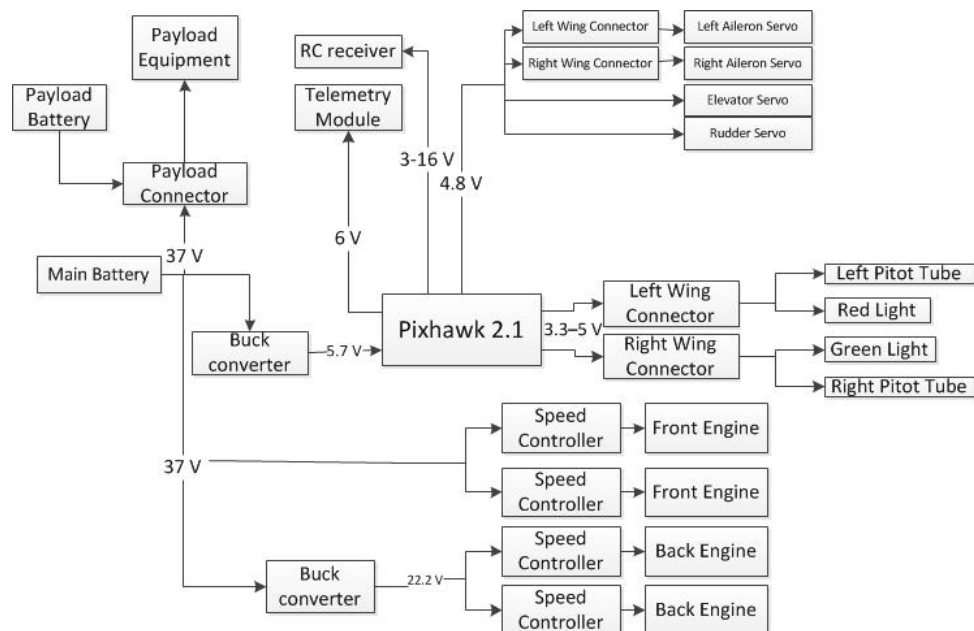 Payload
Equipment
RC receiver
Left Wing Connector
Left Aileron Servo
Right Wing Connector
Right Aileron Servo
Payload
Battery
Telemetry
Module
Elevator Servo
Rudder Servo
3-16 V
4.8 V
Payload
Connector
6 V
37 V
Main Battery
Left Wing
Connector
Left Pitot Tube
Red Light
Pixhawk 2.1
3.3–5 V
Buck
converter
5.7 V
Right Wing
Connector
Green Light
Right Pitot Tube
Speed
Controller
Front Engine
37 V
Speed
Controller
Front Engine
Speed
Controller
Back Engine
Buck
converter
22.2 V
Speed
Controller
Back Engine